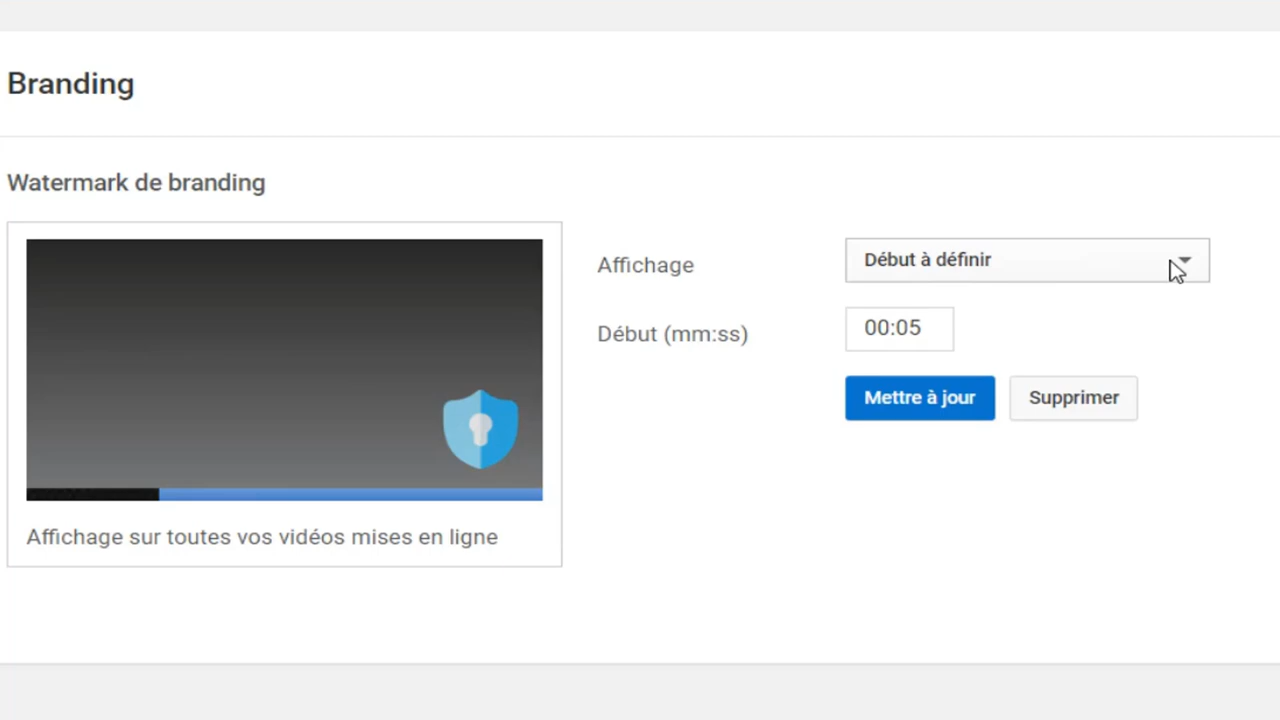 Branding
Watermark de branding
Affichage
Début à définir
Début (mm:ss)
00:05
Mettre à jour
Supprimer
Affichage sur toutes vos vidéos mises en ligne